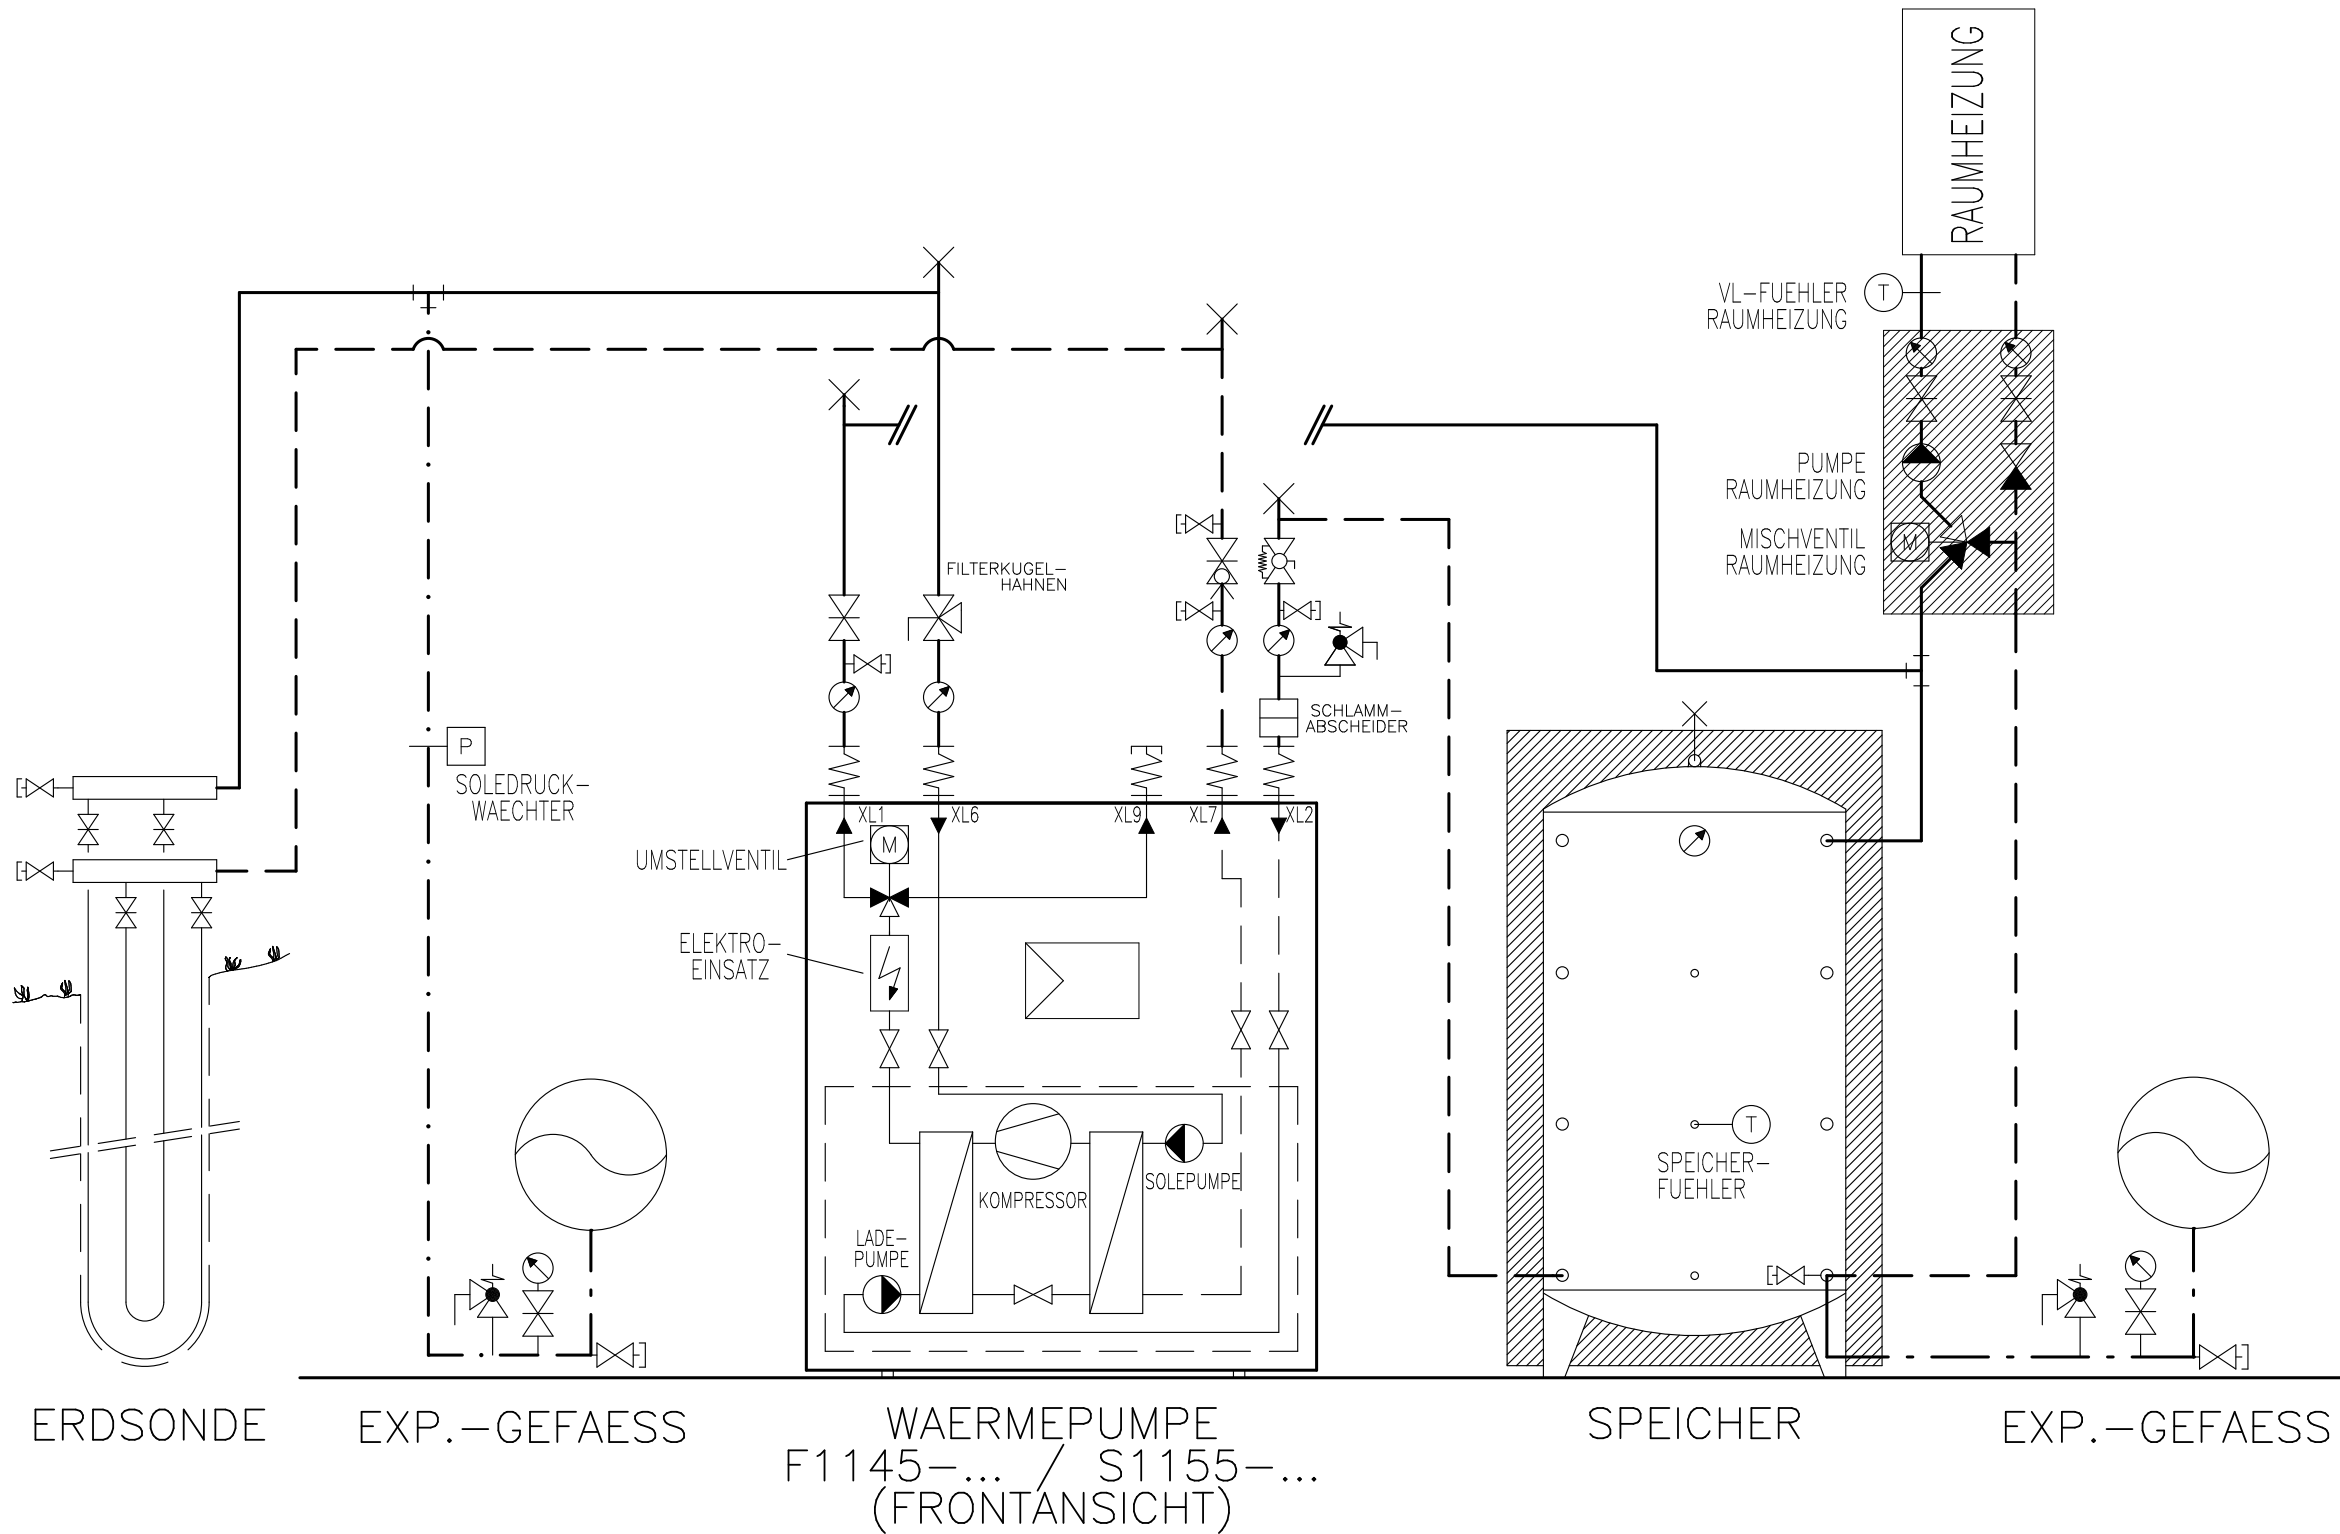 RAUMHEIZUNG
VL-FUEHLER
RAUMHEIZUNG
T
PUMPE
RAUMHEIZUNG
MISCHVENTIL
RAUMHEIZUNG
M
FILTERKUGEL-
HAHNEN
SCHLAMM-
ABSCHEIDER
P
SOLEDRUCK-
WAECHTER
XL1
XL6
XL9
XL7
XL2
UMSTELLVENTIL
M
ELEKTRO-
EINSATZ
KOMPRESSOR
SOLEPUMPE
LADE-
PUMPE
T
SPEICHER-
FUEHLER
ERDSONDE
EXP.-GEFAESS
WAERMEPUMPE
F1145-... / S1155-...
(FRONTANSICHT)
SPEICHER
EXP.-GEFAESS